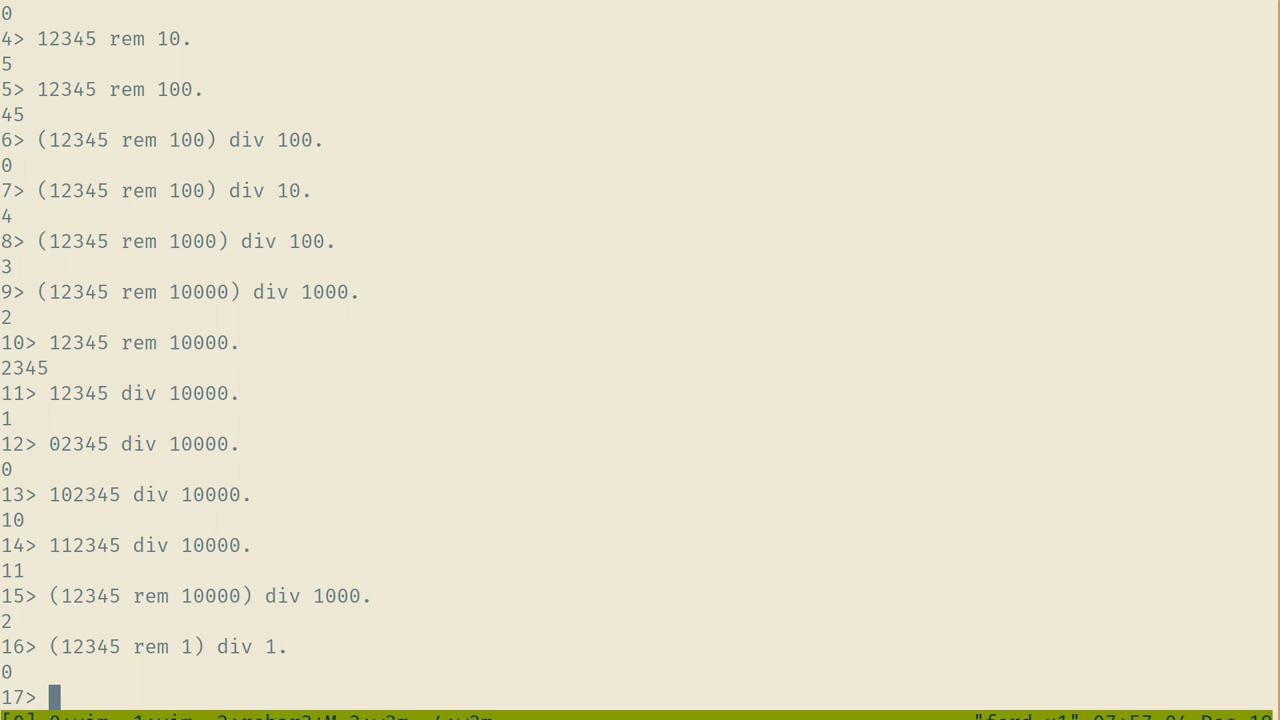 0
4> 12345 rem 10.
5
5> 12345 rem 100.
45
6> (12345 rem 100) div 100.
0
7> (12345 rem 100) div 10.
4
8> (12345 rem 1000) div 100.
3
9> (12345 rem 10000) div 1000.
2
10> 12345 rem 10000.
2345
11> 12345 div 10000.
1
12> 02345 div 10000.
0
13> 102345 div 10000.
10
14> 112345 div 10000.
11
15> (12345 rem 10000) div 1000.
2
16> (12345 rem 1) div 1.
0
17>